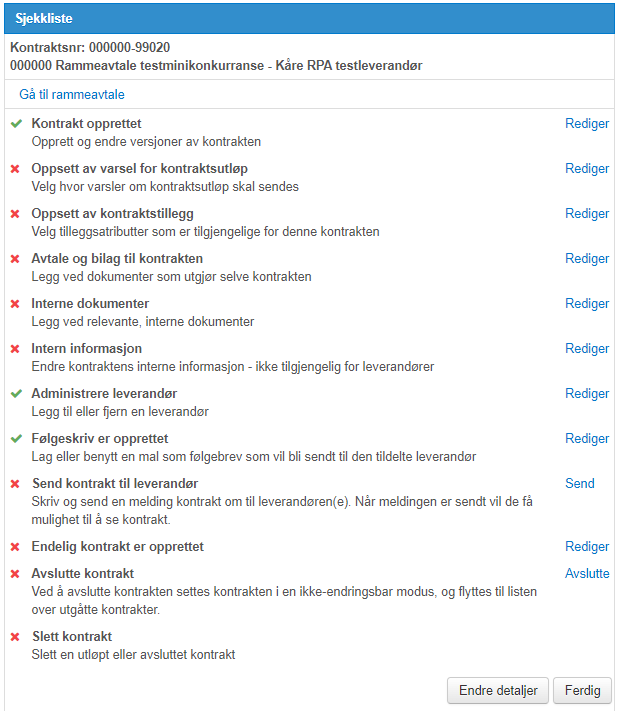 Sjekkliste
Kontraktsnr: 000000-99020
000000 Rammeavtale testminikonkurranse - Kåre RPA testleverandør
Gå til rammeavtale
Kontrakt opprettet Rediger
Opprett og endre versjoner av kontrakten
Oppsett av varsel for kontraktsutløp Rediger
Velg hvor varsler om kontraktsutløp skal sendes
Oppsett av kontraktstillegg Rediger
Velg tilleggsatributter som er tilgjengelige for denne kontrakten
Avtale og bilag til kontrakten Rediger
Legg ved dokumenter som utgjør selve kontrakten
Interne dokumenter Rediger
Legg ved relevante, interne dokumenter
Intern informasjon Rediger
Endre kontraktens interne informasjon - ikke tilgjengelig for leverandører
Administrere leverandør Rediger
Legg til eller fjern en leverandør
Følgeskriv er opprettet Rediger
Lag eller benytt en mal som følgebrev som vil bli sendt til den tildelte leverandør
Send kontrakt til leverandør Send
Skriv og send en melding kontrakt om til leverandøren(e). Når meldingen er sendt vil de få
mulighet til å se kontrakt.
Endelig kontrakt er opprettet Rediger
Avslutte kontrakt Avslutte
Ved å avslutte kontrakten settes kontrakten i en ikke-endringsbar modus, og flyttes til listen
over utgåtte kontrakter.
Slett kontrakt
Slett en utløpt eller avsluttet kontrakt
Endre detaljer Ferdig